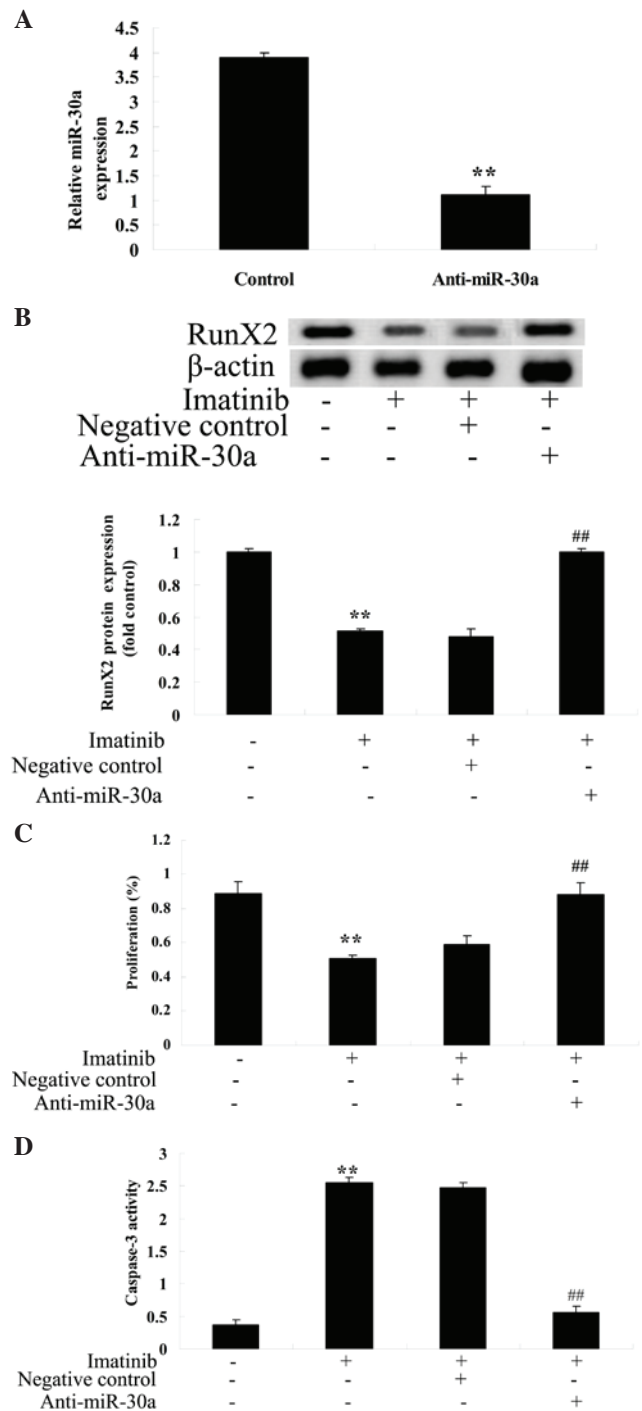 A
Relative miR-30a
expression
4.5
4
3.5
3
2.5
2
1.5
1
0.5
0
**
Control Anti-miR-30a
B
RunX2
β-actin
Imatinib - + + +
Negative control - - + -
Anti-miR-30a - - - +
RunX2 protein expression
(fold control)
1.2
1
0.8
0.6
0.4
0.2
0
**
##
Imatinib - + + +
Negative control - - + -
Anti-miR-30a - - - +
C
Proliferation (%)
1.2
1
0.8
0.6
0.4
0.2
0
**
##
Imatinib - + + +
Negative control - - + -
Anti-miR-30a - - - +
D
Caspase-3 activity
3
2.5
2
1.5
1
0.5
0
**
##
Imatinib - + + +
Negative control - - + -
Anti-miR-30a - - - +